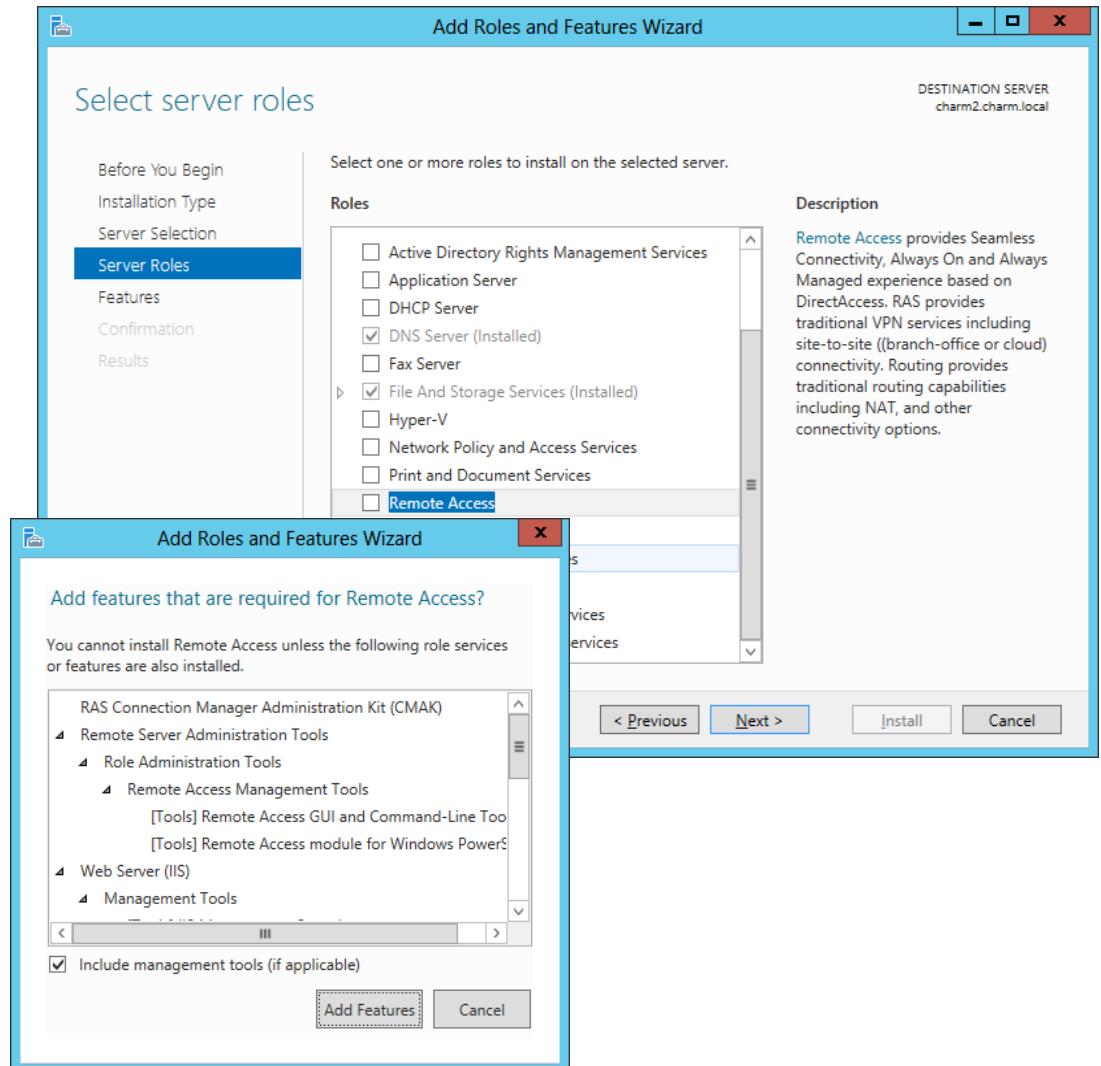 Add Roles and Features Wizard
Select server roles
DESTINATION SERVER
charm2.charm.local
Before You Begin
Installation Type
Server Selection
Server Roles
Features
Confirmation
Results
Select one or more roles to install on the selected server.
Roles
Active Directory Rights Management Services
Application Server
DHCP Server
DNS Server (Installed)
Fax Server
File And Storage Services (Installed)
Hyper-V
Network Policy and Access Services
Print and Document Services
Remote Access
Description
Remote Access provides Seamless
Connectivity, Always On and Always
Managed experience based on
DirectAccess. RAS provides
traditional VPN services including
site-to-site ((branch-office or cloud)
connectivity. Routing provides
traditional routing capabilities
including NAT, and other
connectivity options.
< Previous
Next >
Install
Cancel
Add Roles and Features Wizard
Add features that are required for Remote Access?
You cannot install Remote Access unless the following role services
or features are also installed.
RAS Connection Manager Administration Kit (CMAK)
Remote Server Administration Tools
Role Administration Tools
Remote Access Management Tools
[Tools] Remote Access GUI and Command-Line Too
[Tools] Remote Access module for Windows PowerS
Web Server (IIS)
Management Tools
Include management tools (if applicable)
Add Features
Cancel